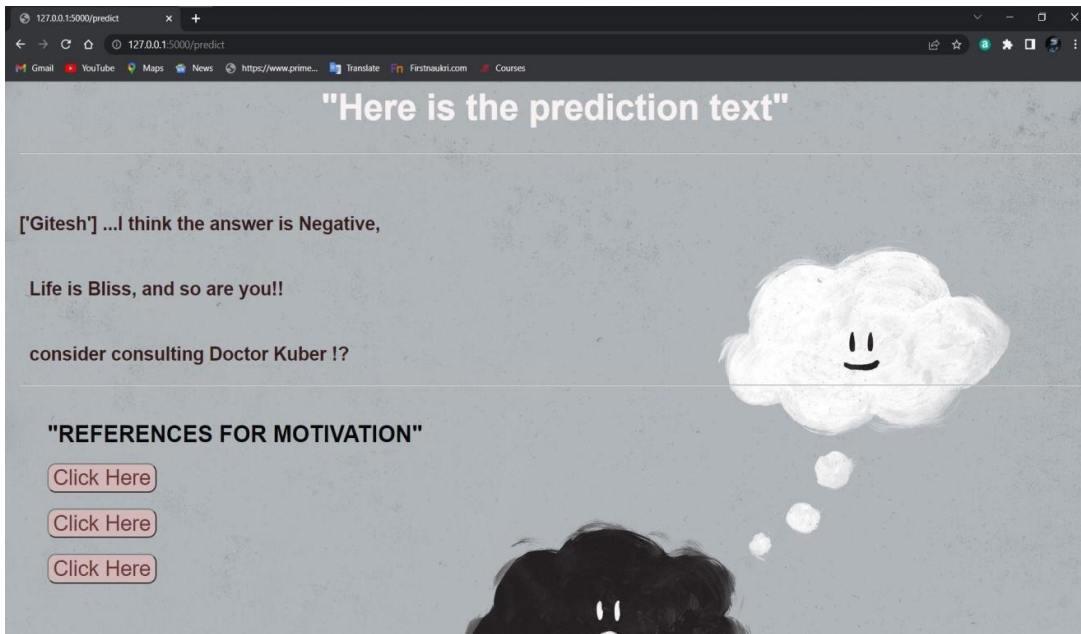 127.0.0.1:5000/predict
127.0.0.1:5000/predict
Gmail YouTube Maps News https://www.prime... Translate Firstnaukri.com Courses
"Here is the prediction text"
['Gitesh'] ...I think the answer is Negative,
Life is Bliss, and so are you!!
consider consulting Doctor Kuber !?
"REFERENCES FOR MOTIVATION"
Click Here
Click Here
Click Here